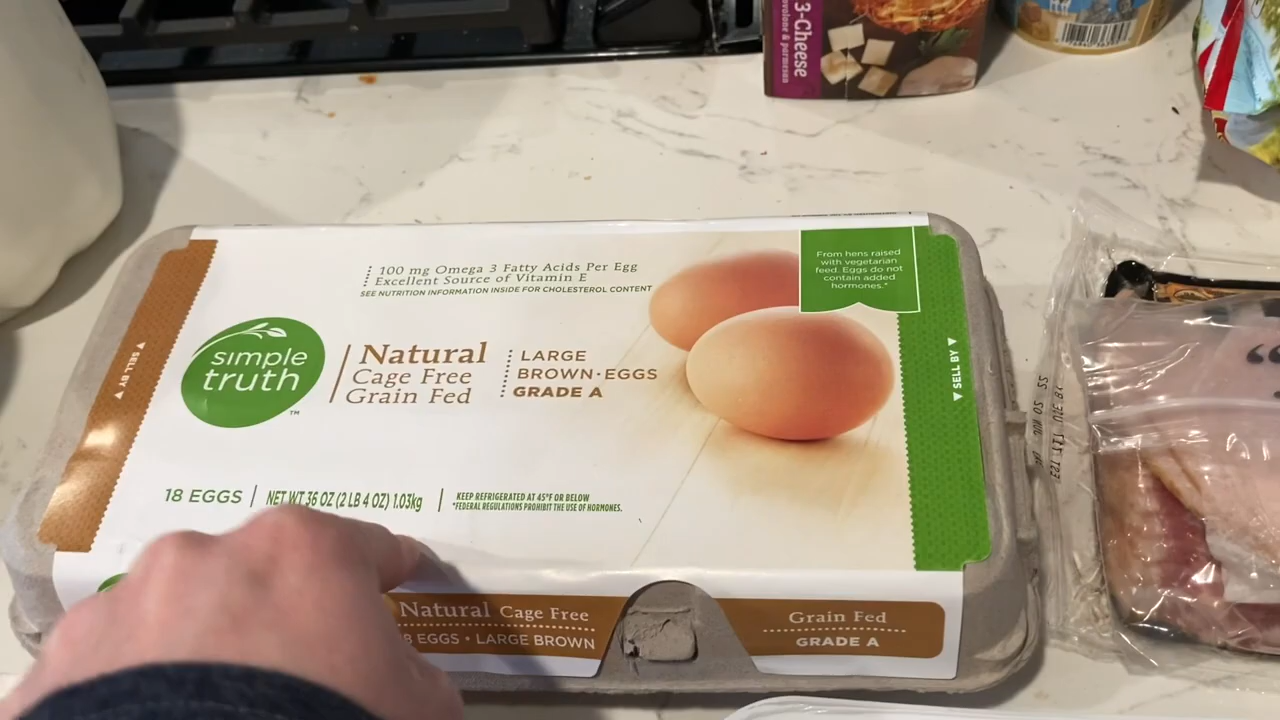 3-Cheese
provolone & parmesan
100 mg Omega 3 Fatty Acids Per Egg
Excellent Source of Vitamin E
SEE NUTRITION INFORMATION INSIDE FOR CHOLESTEROL CONTENT
From hens raised
with vegetarian
feed. Eggs do not
contain added
hormones.*
SELL BY
simple
truth
TM
Natural
Cage Free
Grain Fed
LARGE
BROWN·EGGS
GRADE A
SELL BY
18 EGGS
NET WT 36 OZ (2 LB 4 OZ) 1.03kg
KEEP REFRIGERATED AT 45°F OR BELOW
*FEDERAL REGULATIONS PROHIBIT THE USE OF HORMONES.
Natural Cage Free
8 EGGS • LARGE BROWN
Grain Fed
GRADE A